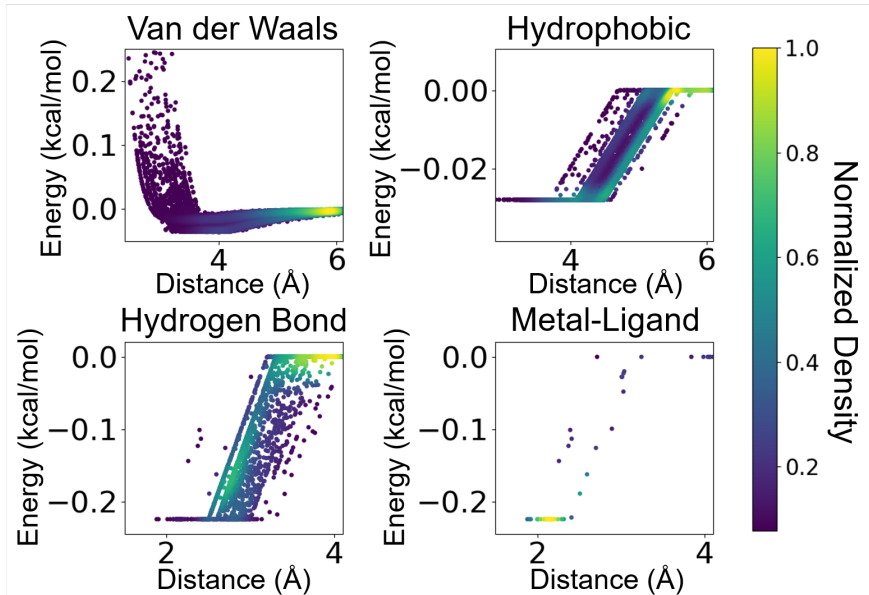 Van der Waals
Hydrophobic
Energy (kcal/mol)
0.2
0.1
0.0
4
6
Distance (Å)
Energy (kcal/mol)
0.00
−0.02
4
6
Distance (Å)
Hydrogen Bond
Metal-Ligand
Energy (kcal/mol)
0.0
−0.1
−0.2
2
4
Distance (Å)
Energy (kcal/mol)
0.0
−0.1
−0.2
2
4
Distance (Å)
1.0
0.8
0.6
0.4
0.2
Normalized Density